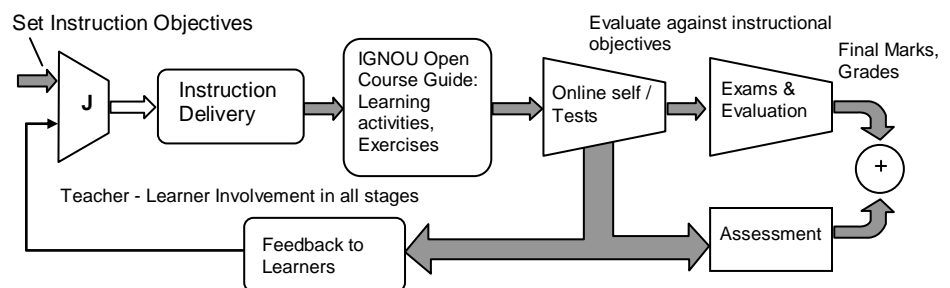 Set Instruction Objectives
J
Instruction
Delivery
IGNOU Open
Course Guide:
Learning
activities,
Exercises
Online self /
Tests
Evaluate against instructional
objectives
Exams &
Evaluation
Final Marks,
Grades
+
Teacher - Learner Involvement in all stages
Feedback to
Learners
Assessment